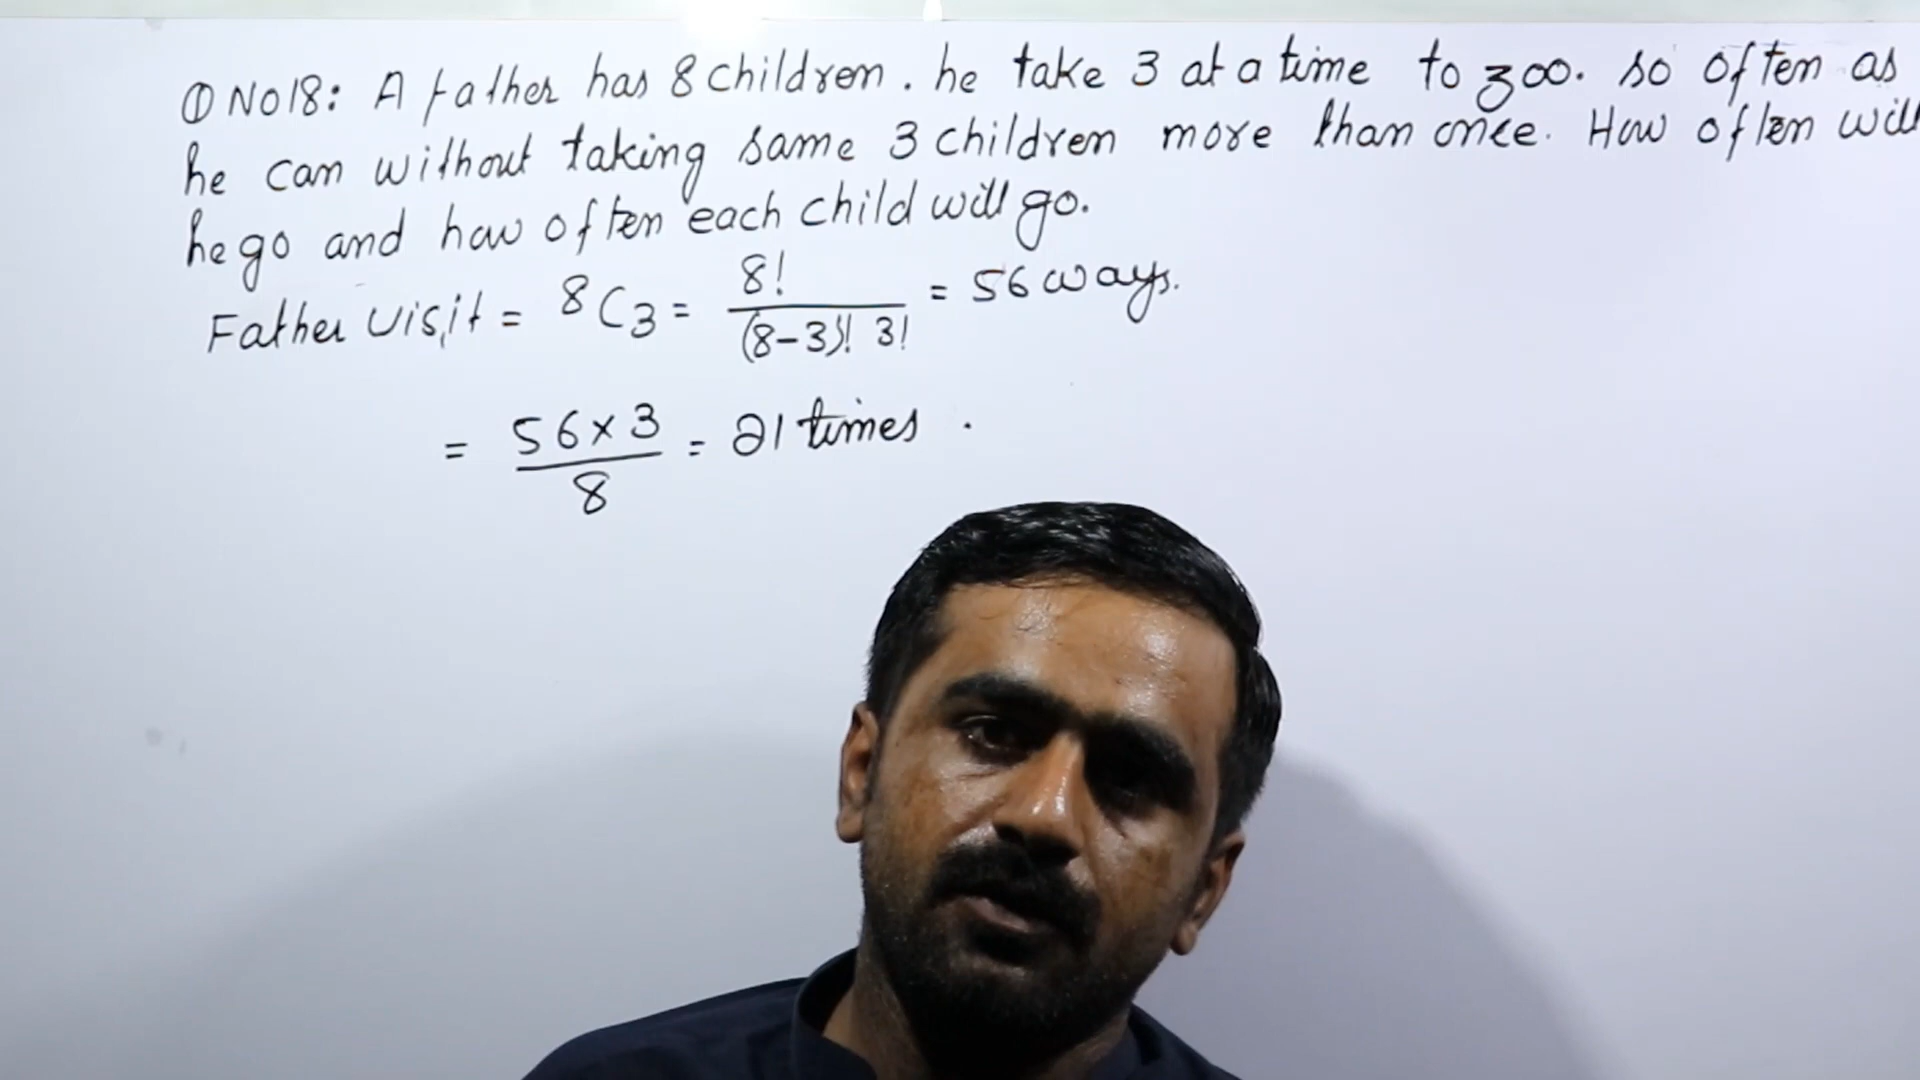 Q NO18: A father has 8 children. he take 3 at a time to zoo. so often as
he can without taking same 3 children more than once. How often will
he go and how often each child will go.
Father visit = 8C3 = 8! / (8-3)! 3! = 56 ways.
= 56×3 / 8 = 21 times.